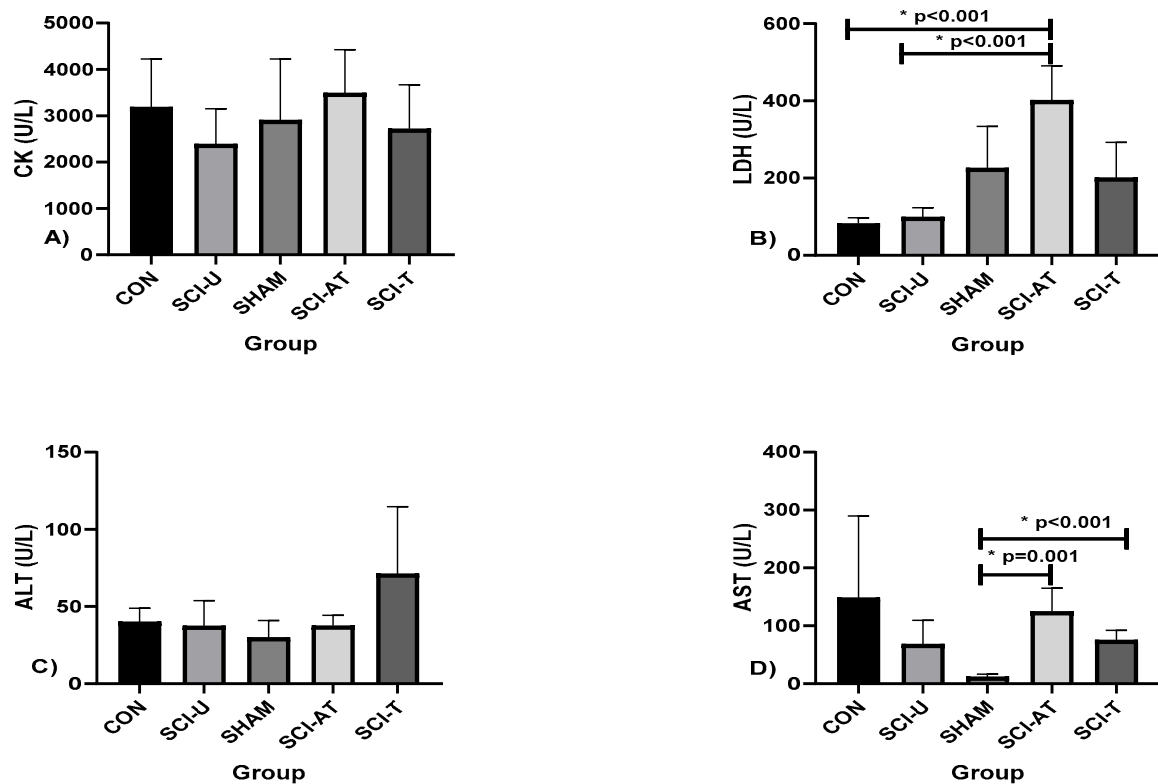 5000
4000
3000
2000
1000
0
CK (U/L)
A)
CON
SCI-U
SHAM
SCI-AT
SCI-T
Group
* p<0.001
* p<0.001
600
400
200
0
LDH (U/L)
B)
CON
SCI-U
SHAM
SCI-AT
SCI-T
Group
150
100
50
0
ALT (U/L)
C)
CON
SCI-U
SHAM
SCI-AT
SCI-T
Group
400
300
200
100
0
AST (U/L)
* p<0.001
* p=0.001
D)
CON
SCI-U
SHAM
SCI-AT
SCI-T
Group